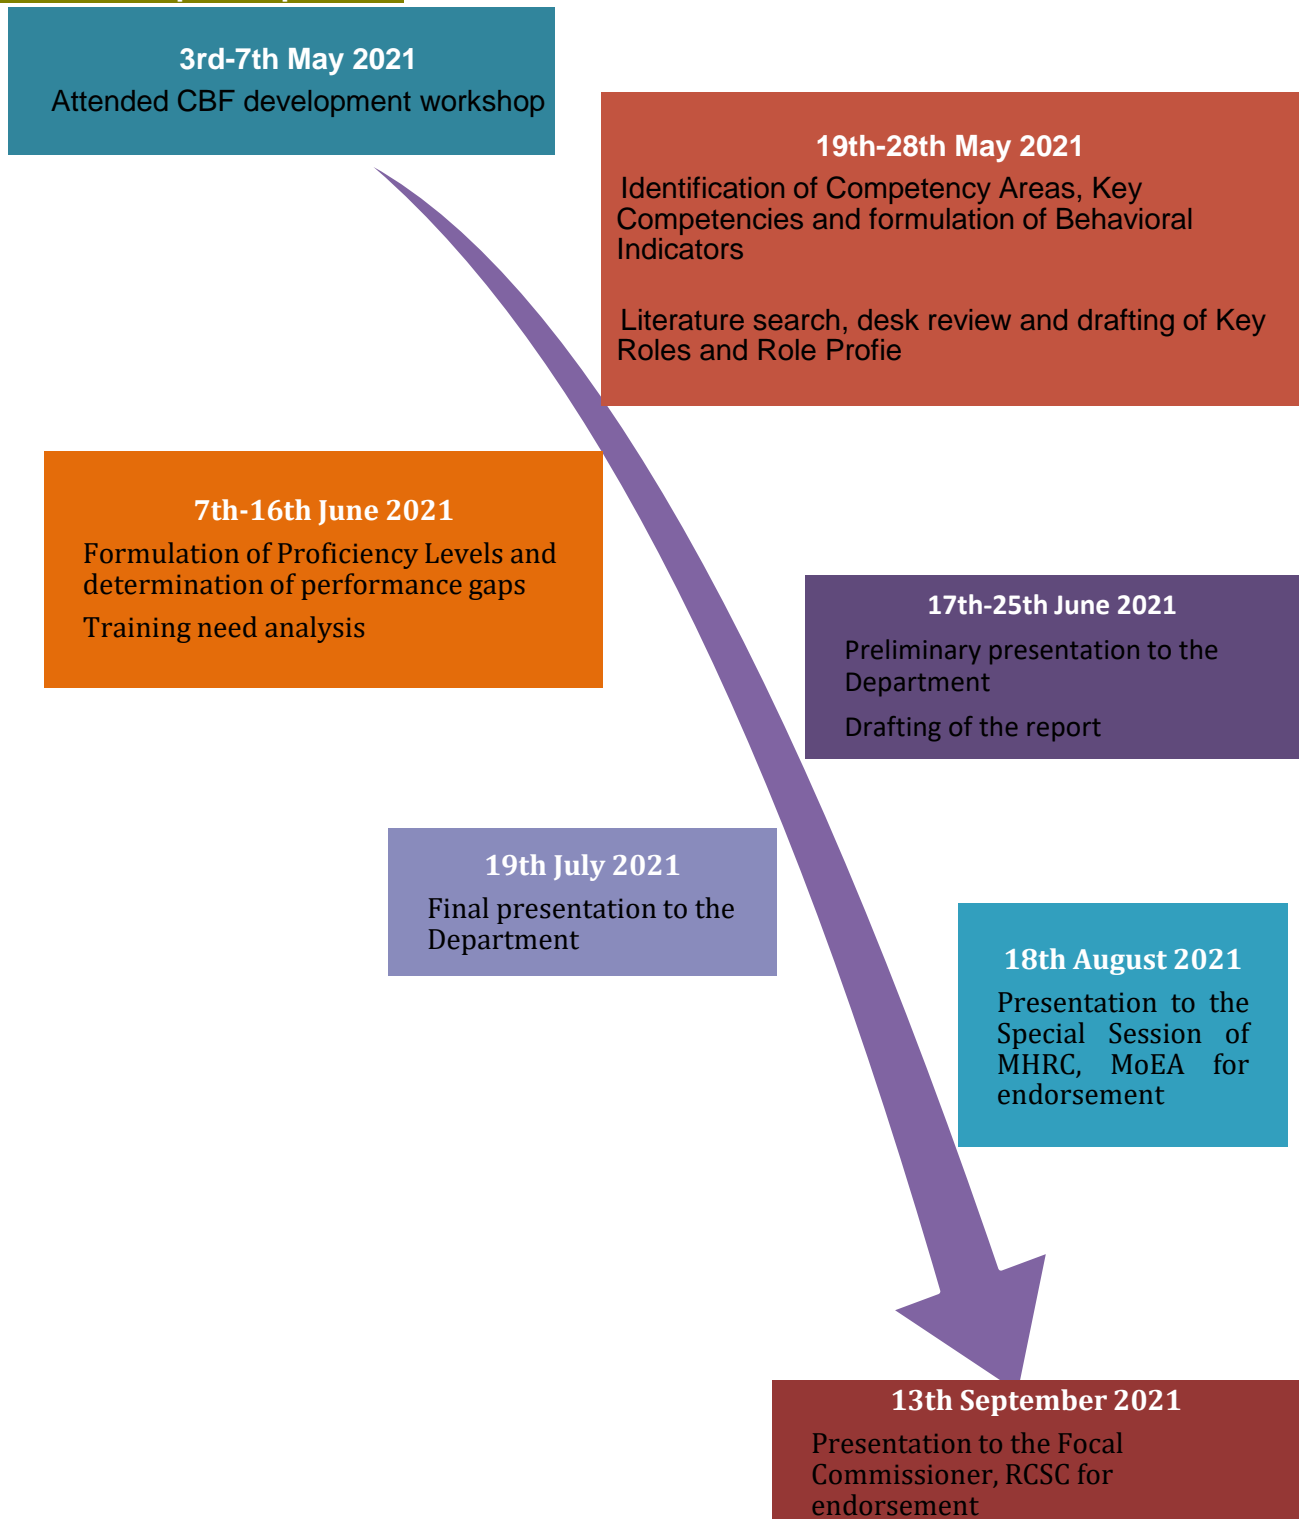 3rd-7th May 2021
Attended CBF development workshop
19th-28th May 2021
Identification of Competency Areas, Key
Competencies and formulation of Behavioral
Indicators
Literature search, desk review and drafting of Key
Roles and Role Profie
7th-16th June 2021
Formulation of Proficiency Levels and
determination of performance gaps
Training need analysis
17th-25th June 2021
Preliminary presentation to the
Department
Drafting of the report
19th July 2021
Final presentation to the
Department
18th August 2021
Presentation to the
Special Session of
MHRC, MoEA for
endorsement
13th September 2021
Presentation to the Focal
Commissioner, RCSC for
endorsement